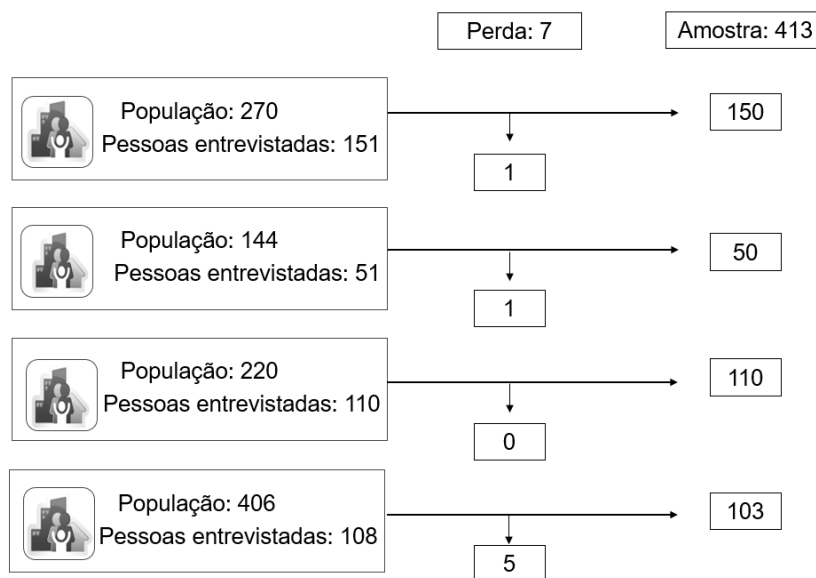 Perda: 7
Amostra: 413
População: 270
Pessoas entrevistadas: 151
150
1
População: 144
Pessoas entrevistadas: 51
50
1
População: 220
Pessoas entrevistadas: 110
110
0
População: 406
Pessoas entrevistadas: 108
103
5